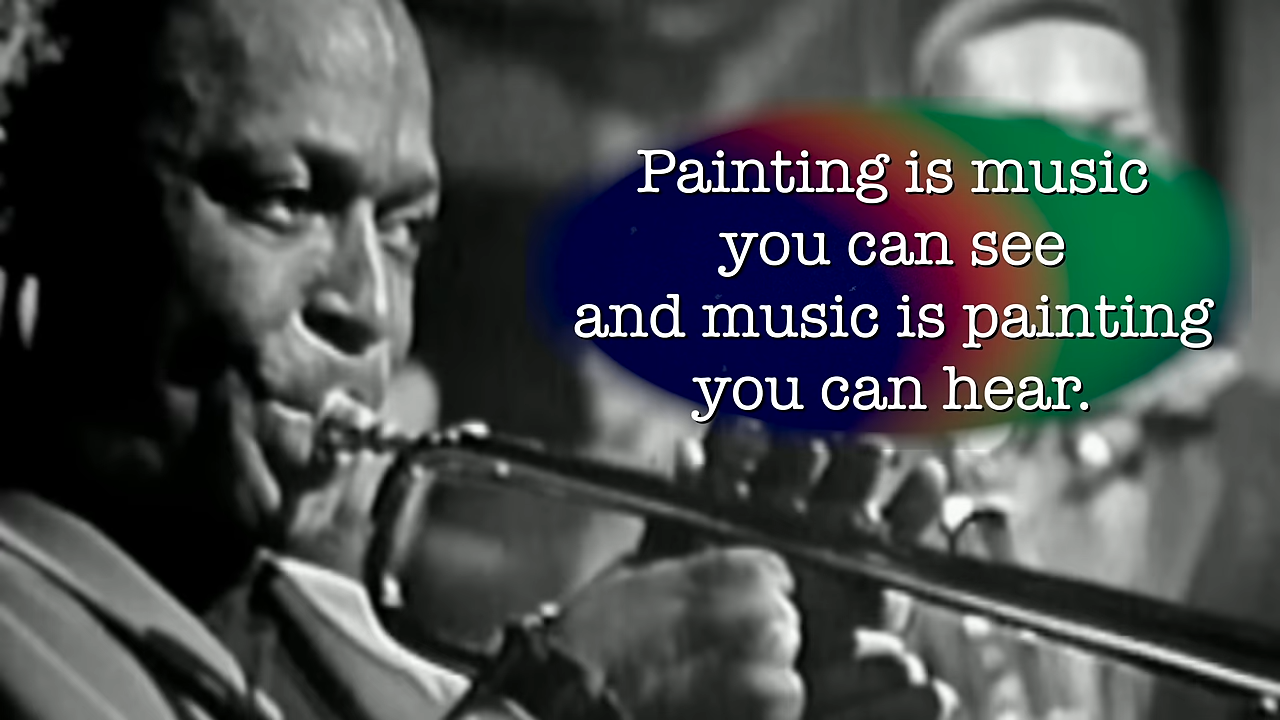 Painting is music
you can see
and music is painting
you can hear.